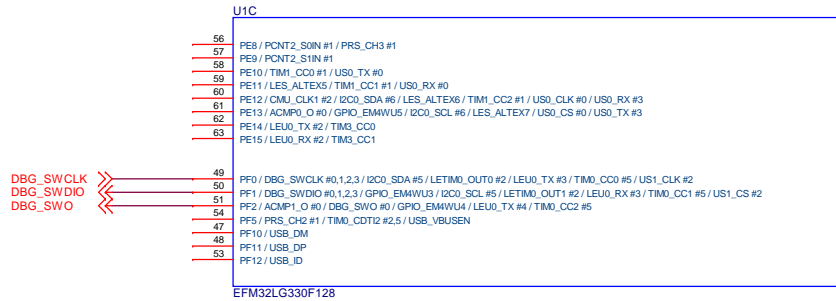 U1C
56 PE8 / PCNT2_S0IN #1 / PRS_CH3 #1
57 PE9 / PCNT2_S1IN #1
58 PE10 / TIM1_CC0 #1 / US0_TX #0
59 PE11 / LES_ALTEX5 / TIM1_CC1 #1 / US0_RX #0
60 PE12 / CMU_CLK1 #2 / I2C0_SDA #6 / LES_ALTEX6 / TIM1_CC2 #1 / US0_CLK #0 / US0_RX #3
61 PE13 / ACMP0_O #0 / GPIO_EM4WU5 / I2C0_SCL #6 / LES_ALTEX7 / US0_CS #0 / US0_TX #3
62 PE14 / LEU0_TX #2 / TIM3_CC0
63 PE15 / LEU0_RX #2 / TIM3_CC1
DBG_SWCLK 49 PF0 / DBG_SWCLK #0,1,2,3 / I2C0_SDA #5 / LETIM0_OUT0 #2 / LEU0_TX #3 / TIM0_CC0 #5 / US1_CLK #2
DBG_SWDIO 50 PF1 / DBG_SWDIO #0,1,2,3 / GPIO_EM4WU3 / I2C0_SCL #5 / LETIM0_OUT1 #2 / LEU0_RX #3 / TIM0_CC1 #5 / US1_CS #2
DBG_SWO 51 PF2 / ACMP1_O #0 / DBG_SWO #0 / GPIO_EM4WU4 / LEU0_TX #4 / TIM0_CC2 #5
54 PF5 / PRS_CH2 #1 / TIM0_CDTI2 #2,5 / USB_VBUSEN
47 PF10 / USB_DM
48 PF11 / USB_DP
53 PF12 / USB_ID
EFM32LG330F128